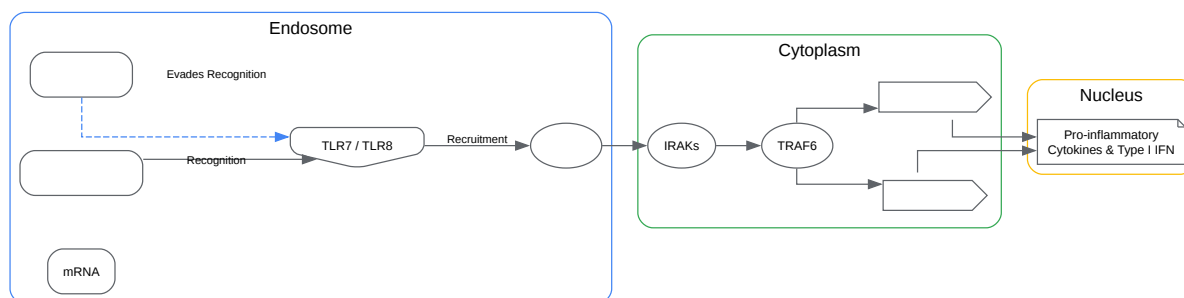 Endosome
Evades Recognition
TLR7 / TLR8
Recruitment
Recognition
mRNA
Cytoplasm
IRAKs
TRAF6
Nucleus
Pro-inflammatory
Cytokines & Type I IFN